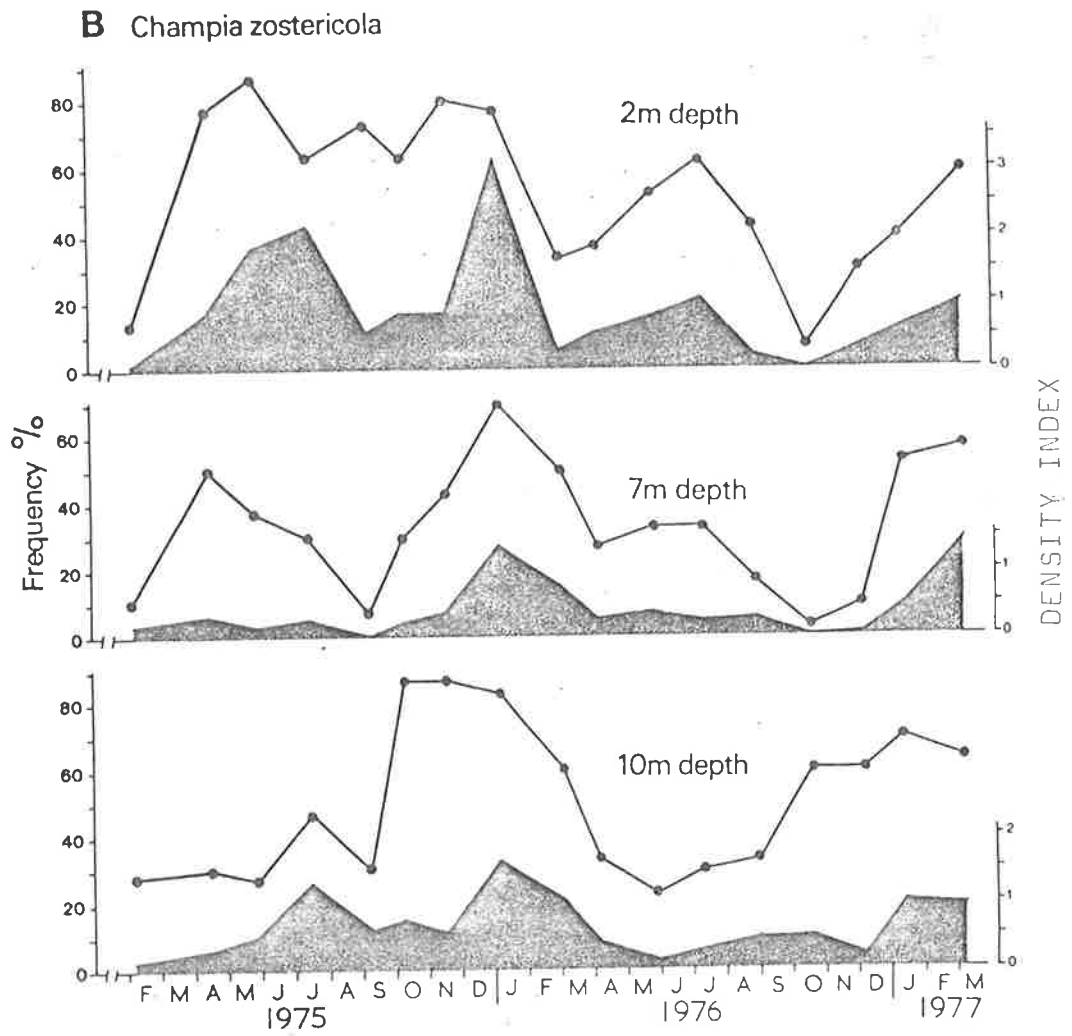 B Champia zostericola
2m depth
80
60
40
20
0
3
2
1
0
Frequency %
DENSITY INDEX
7m depth
60
40
20
0
1
0
10m depth
80
60
40
20
0
2
1
0
F M A M J J A S O N D J F M A M J J A S O N D J F M
1975 1976 1977